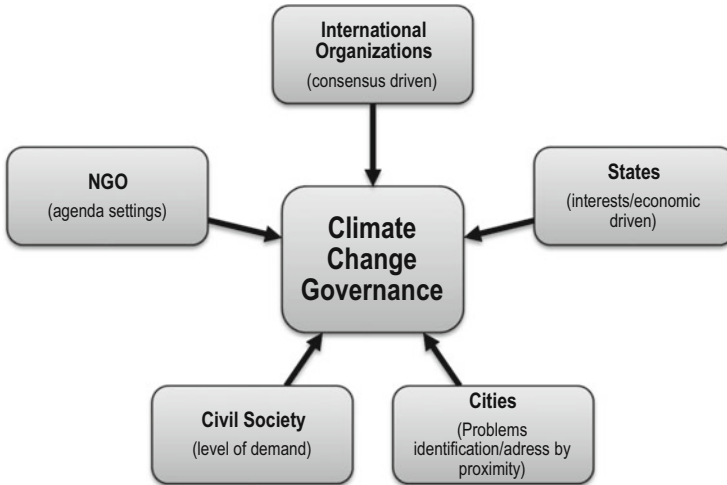 International
Organizations
(consensus driven)
NGO
(agenda settings)
States
(interests/economic
driven)
Climate
Change
Governance
Civil Society
(level of demand)
Cities
(Problems
identification/adress by
proximity)